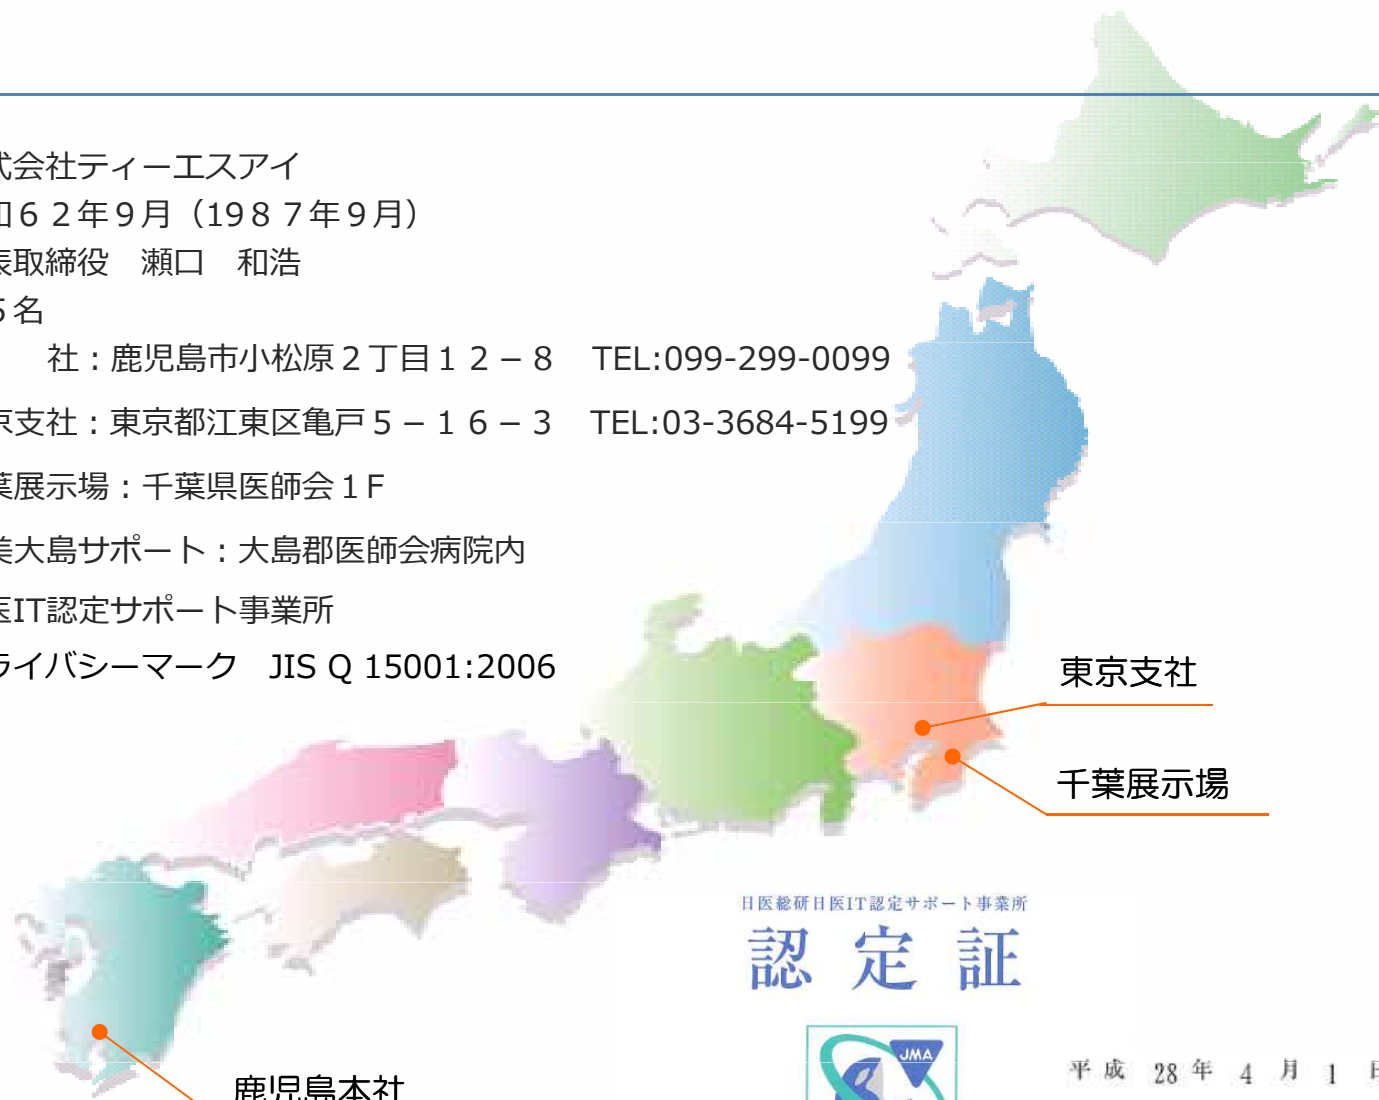 式会社ティーエスアイ
和６２年９月（19８７年９月）
表取締役　瀬口　和浩
５名
社：鹿児島市小松原２丁目１２－８　TEL:099-299-0099
京支社：東京都江東区亀戸５－１６－３　TEL:03-3684-5199
葉展示場：千葉県医師会１F
美大島サポート：大島郡医師会病院内
医IT認定サポート事業所
ライバシーマーク　JIS Q 15001:2006
東京支社
千葉展示場
日医総研日医IT認定サポート事業所
認定証
JMA
平成 28 年 4 月 1 日
鹿児島本社